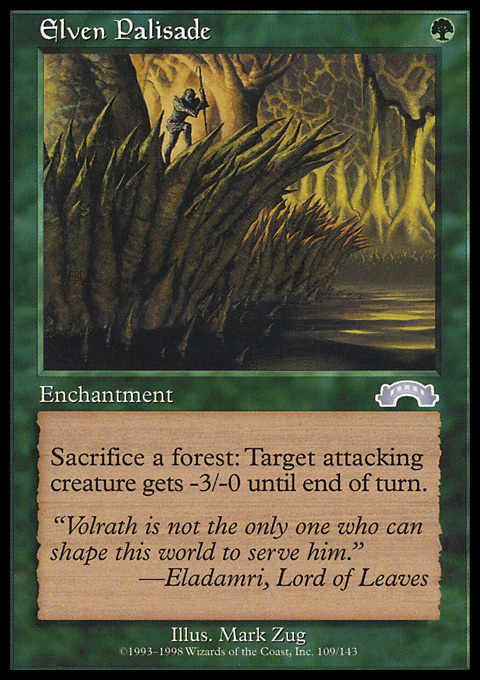 Elven Palisade
Enchantment
Sacrifice a forest: Target attacking
creature gets -3/-0 until end of turn.
“Volrath is not the only one who can
shape this world to serve him.”
—Eladamri, Lord of Leaves
Illus. Mark Zug
©1993–1998 Wizards of the Coast, Inc. 109/143